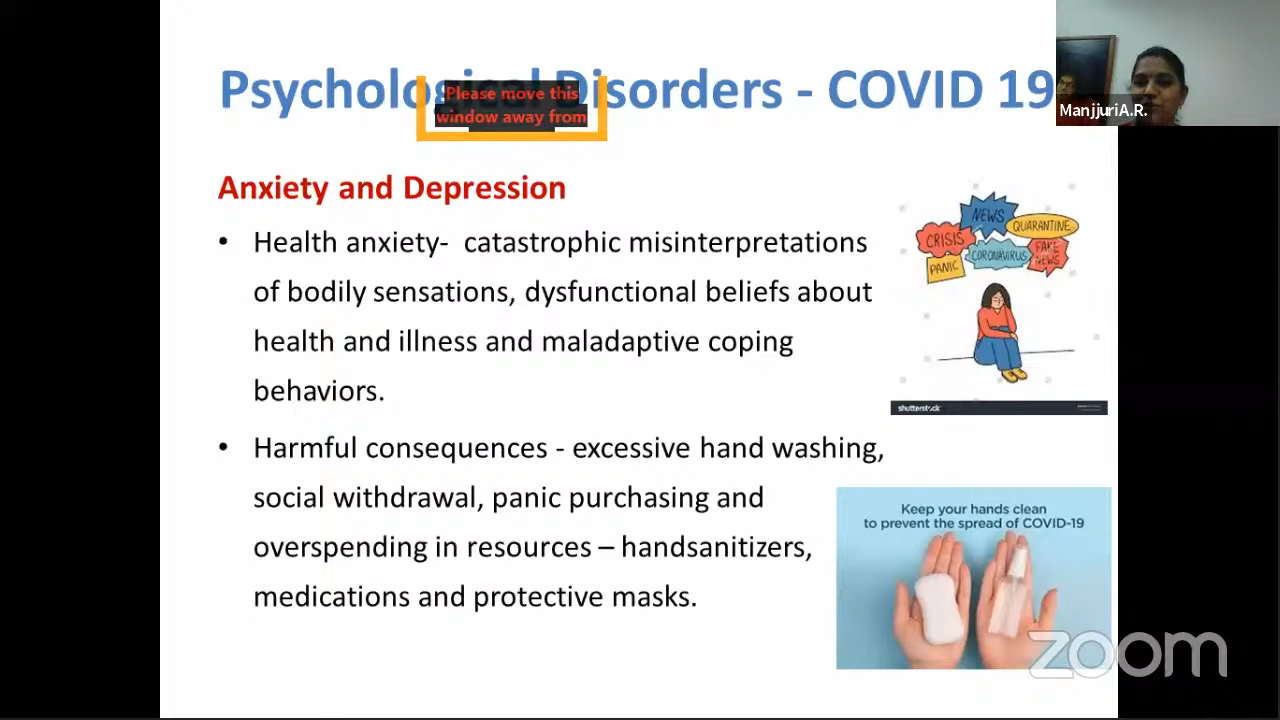 Psychological Disorders - COVID 19
Please move this
window away from
ManjjuriA.R.
Anxiety and Depression
• Health anxiety- catastrophic misinterpretations
of bodily sensations, dysfunctional beliefs about
health and illness and maladaptive coping
behaviors.
• Harmful consequences - excessive hand washing,
social withdrawal, panic purchasing and
overspending in resources – handsanitizers,
medications and protective masks.
NEWS
QUARANTINE
CRISIS
CORONAVIRUS
FAKE
NEWS
PANIC
shutterstock
Keep your hands clean
to prevent the spread of COVID-19
zoom